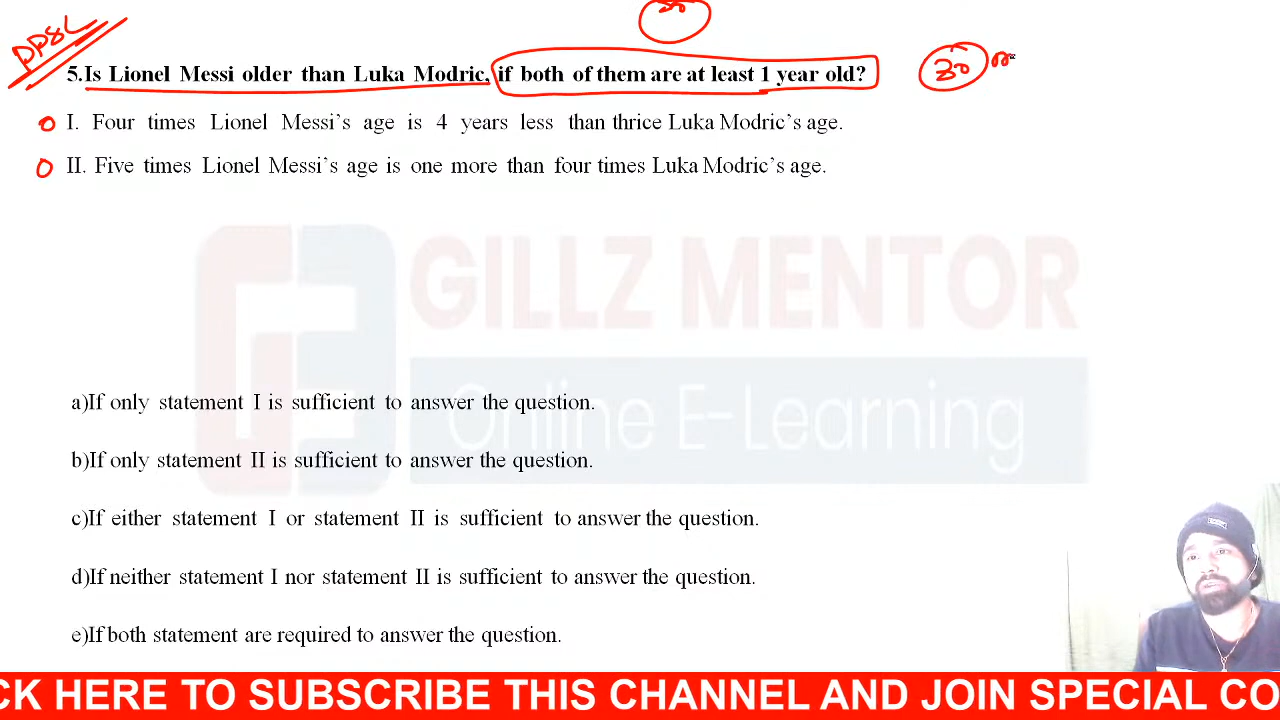 DPSL
30
30
5.Is Lionel Messi older than Luka Modric, if both of them are at least 1 year old?
I. Four times Lionel Messi's age is 4 years less than thrice Luka Modric's age.
II. Five times Lionel Messi's age is one more than four times Luka Modric's age.
GILLZ MENTOR
Online E-Learning
a)If only statement I is sufficient to answer the question.
b)If only statement II is sufficient to answer the question.
c)If either statement I or statement II is sufficient to answer the question.
d)If neither statement I nor statement II is sufficient to answer the question.
e)If both statement are required to answer the question.
CK HERE TO SUBSCRIBE THIS CHANNEL AND JOIN SPECIAL CO